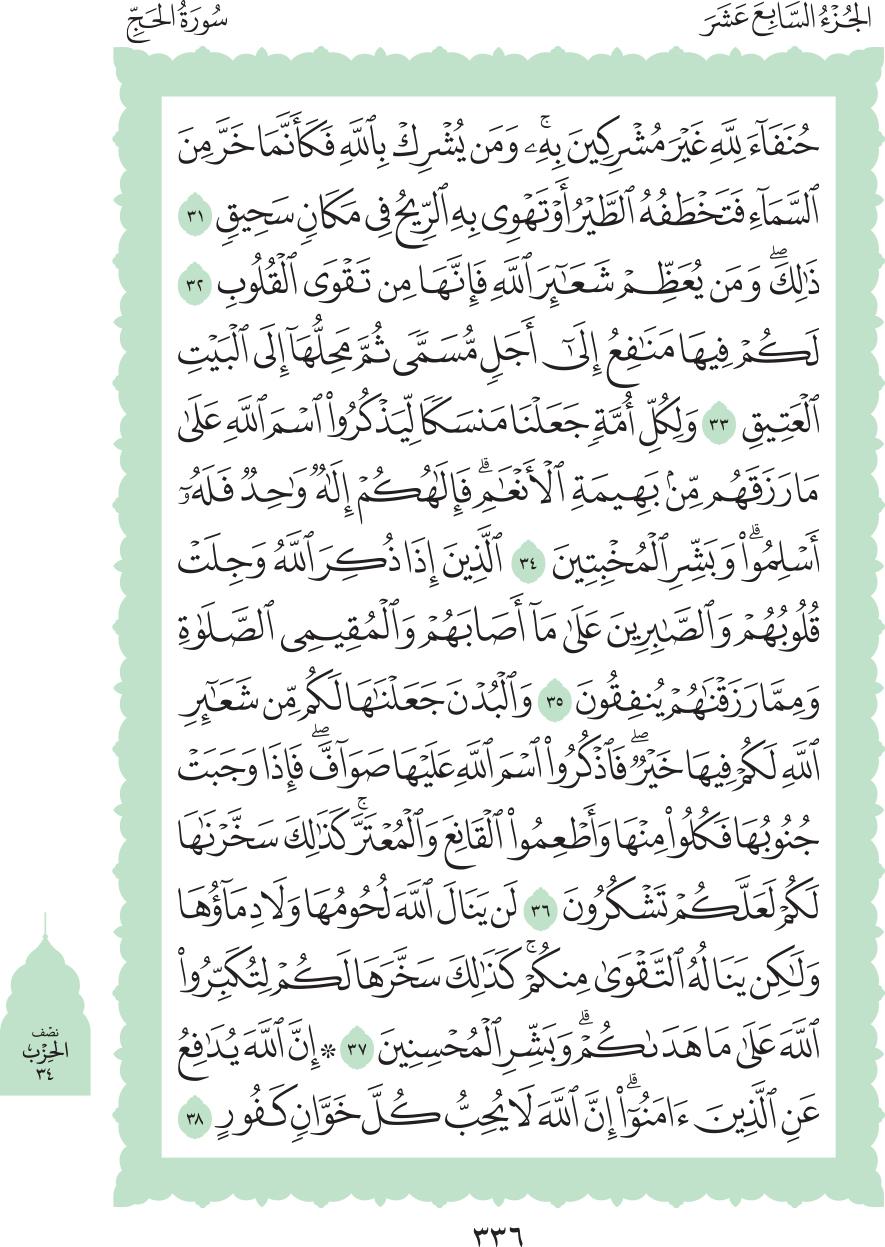 الجُزْءُ السَّابِعَ عَشَرَ
سُورَةُ الحَجِّ
حُنَفَآءَ لِلَّهِ غَيْرَ مُشْرِكِينَ بِهِۦۚ وَمَن يُشْرِكْ بِٱللَّهِ فَكَأَنَّمَا خَرَّ مِنَ
ٱلسَّمَآءِ فَتَخْطَفُهُ ٱلطَّيْرُ أَوْ تَهْوِى بِهِ ٱلرِّيحُ فِى مَكَانٍ سَحِيقٍ ٣١
ذَٰلِكَۖ وَمَن يُعَظِّمْ شَعَـٰٓئِرَ ٱللَّهِ فَإِنَّهَا مِن تَقْوَى ٱلْقُلُوبِ ٣٢
لَكُمْ فِيهَا مَنَـٰفِعُ إِلَىٰٓ أَجَلٍ مُّسَمًّى ثُمَّ مَحِلُّهَآ إِلَى ٱلْبَيْتِ
ٱلْعَتِيقِ ٣٣ وَلِكُلِّ أُمَّةٍ جَعَلْنَا مَنسَكًا لِّيَذْكُرُوا۟ ٱسْمَ ٱللَّهِ عَلَىٰ
مَا رَزَقَهُم مِّنۢ بَهِيمَةِ ٱلْأَنْعَـٰمِۗ فَإِلَـٰهُكُمْ إِلَـٰهٌ وَٰحِدٌ فَلَهُۥٓ
أَسْلِمُوا۟ۗ وَبَشِّرِ ٱلْمُخْبِتِينَ ٣٤ ٱلَّذِينَ إِذَا ذُكِرَ ٱللَّهُ وَجِلَتْ
قُلُوبُهُمْ وَٱلصَّـٰبِرِينَ عَلَىٰ مَآ أَصَابَهُمْ وَٱلْمُقِيمِى ٱلصَّلَوٰةِ
وَمِمَّا رَزَقْنَـٰهُمْ يُنفِقُونَ ٣٥ وَٱلْبُدْنَ جَعَلْنَـٰهَا لَكُم مِّن شَعَـٰٓئِرِ
ٱللَّهِ لَكُمْ فِيهَا خَيْرٌۖ فَٱذْكُرُوا۟ ٱسْمَ ٱللَّهِ عَلَيْهَا صَوَآفَّۖ فَإِذَا وَجَبَتْ
جُنُوبُهَا فَكُلُوا۟ مِنْهَا وَأَطْعِمُوا۟ ٱلْقَانِعَ وَٱلْمُعْتَرَّۚ كَذَٰلِكَ سَخَّرْنَـٰهَا
لَكُمْ لَعَلَّكُمْ تَشْكُرُونَ ٣٦ لَن يَنَالَ ٱللَّهَ لُحُومُهَا وَلَا دِمَآؤُهَا
وَلَـٰكِن يَنَالُهُ ٱلتَّقْوَىٰ مِنكُمْۚ كَذَٰلِكَ سَخَّرَهَا لَكُمْ لِتُكَبِّرُوا۟
ٱللَّهَ عَلَىٰ مَا هَدَىٰكُمْۗ وَبَشِّرِ ٱلْمُحْسِنِينَ ٣٧ * إِنَّ ٱللَّهَ يُدَٰفِعُ
عَنِ ٱلَّذِينَ ءَامَنُوٓا۟ۗ إِنَّ ٱللَّهَ لَا يُحِبُّ كُلَّ خَوَّانٍ كَفُورٍ ٣٨
نصف
الحِزْب
٣٤
٣٣٦